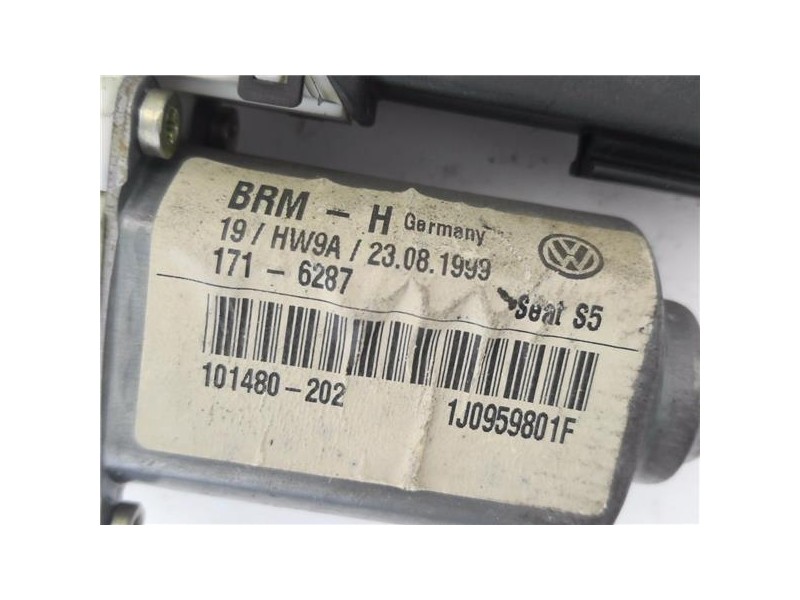 BRM - H Germany
19 / HW9A / 23.08.1999
171 - 6287
Seat S5
101480-202
1J0959801F